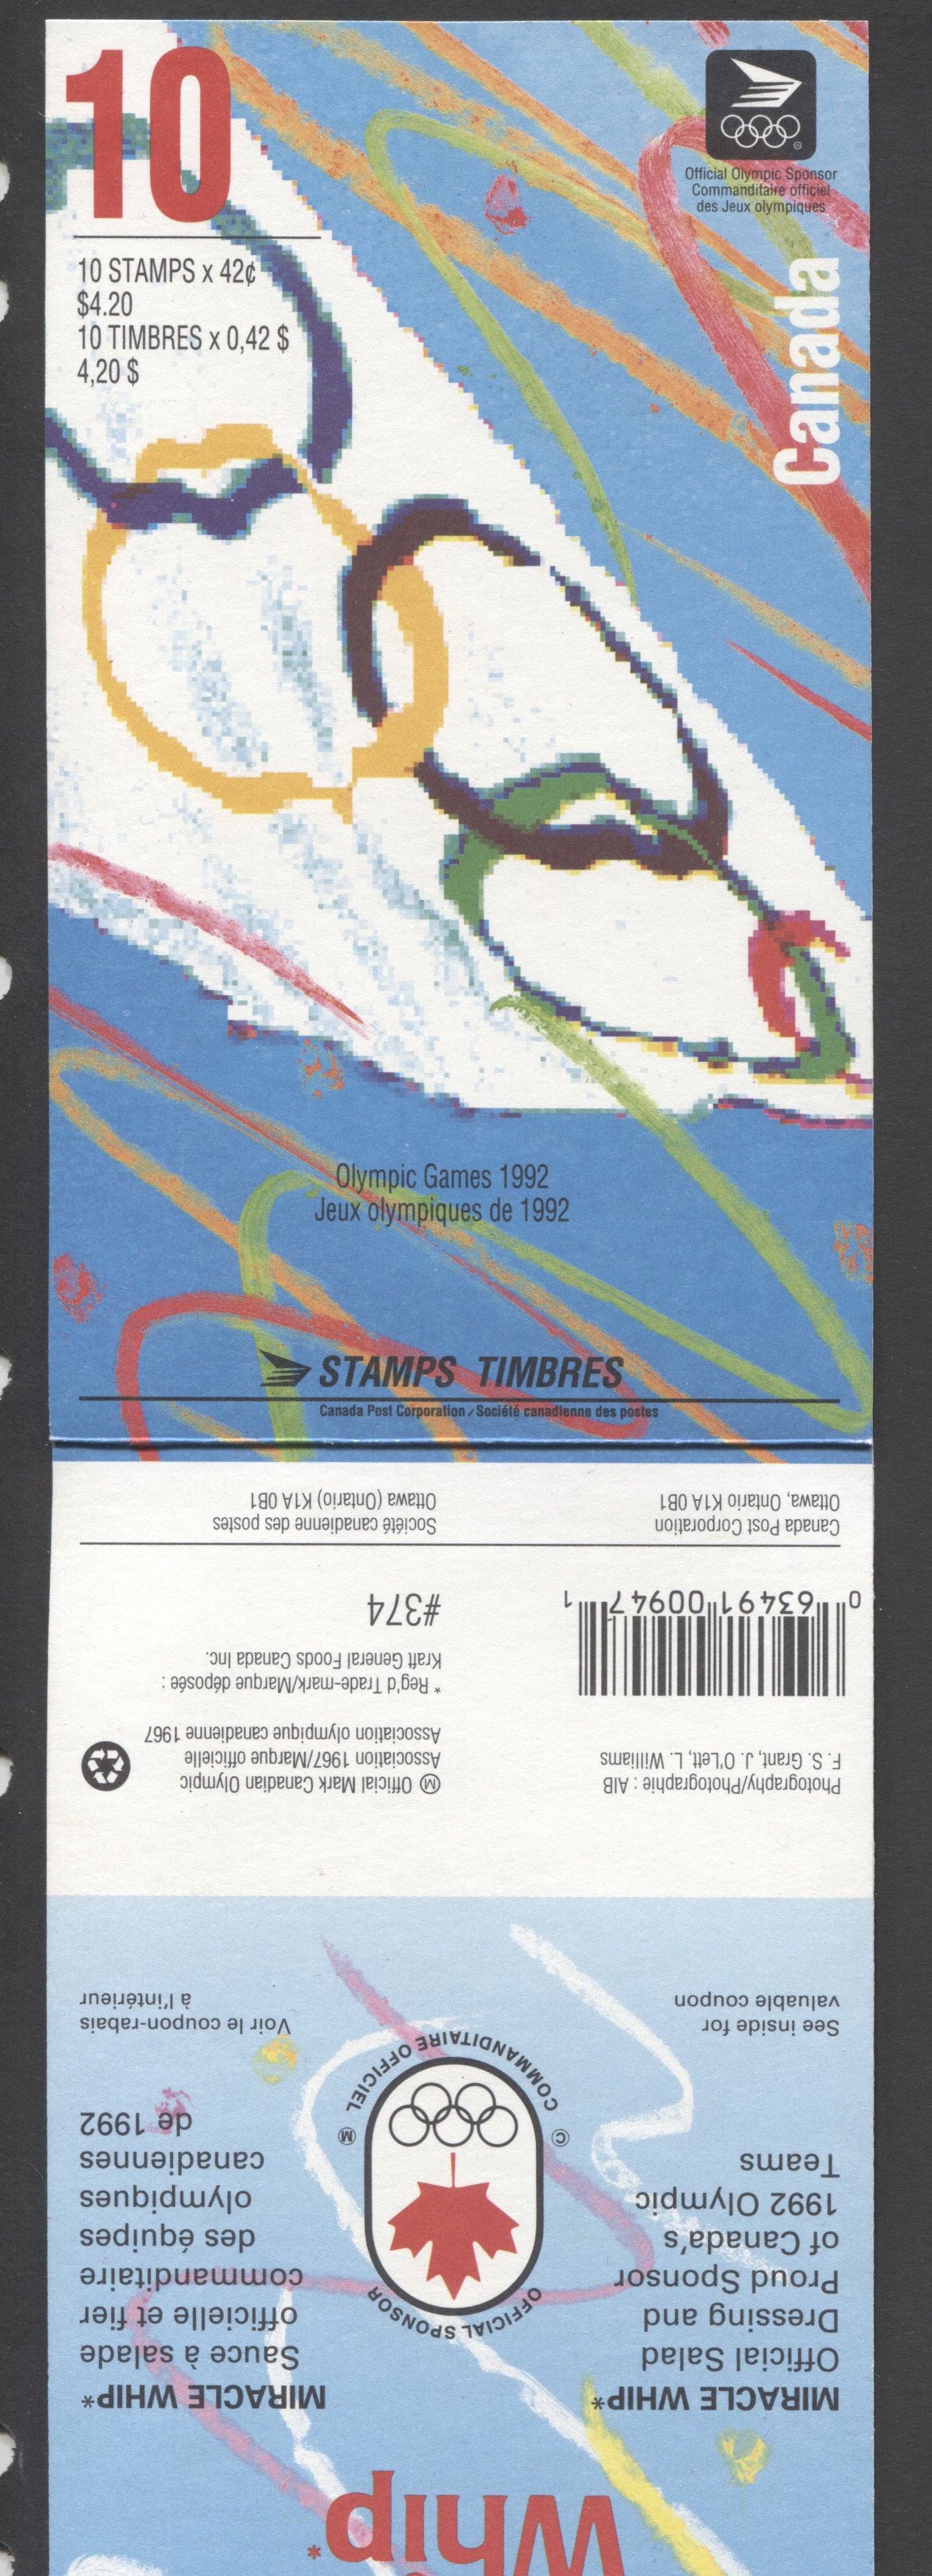 10
10 STAMPS x 42¢
$4.20
10 TIMBRES x 0,42 $
4,20 $
Official Olympic Sponsor
Commanditaire officiel
des Jeux olympiques
Canada
Olympic Games 1992
Jeux olympiques de 1992
STAMPS TIMBRES
Canada Post Corporation / Société canadienne des postes
Whip*
MIRACLE WHIP*
Official Salad
Dressing and
Proud Sponsor
of Canada's
1992 Olympic
Teams
See inside for
valuable coupon
MIRACLE WHIP*
Sauce à salade
officielle et fier
commanditaire
des équipes
olympiques
canadiennes
de 1992
Voir le coupon-rabais
à l'intérieur
OFFICIAL SPONSOR
COMMANDITAIRE OFFICIEL
© Ⓜ
Photography/Photographie : AIB
F. S. Grant, J. O'Lett, L. Williams
0 63491 00947 1
Canada Post Corporation
Ottawa, Ontario K1A 0B1
Ⓜ Official Mark Canadian Olympic
Association 1967/Marque officielle
Association olympique canadienne 1967
* Reg'd Trade-mark/Marque déposée :
Kraft General Foods Canada Inc.
#374
Société canadienne des postes
Ottawa (Ontario) K1A 0B1